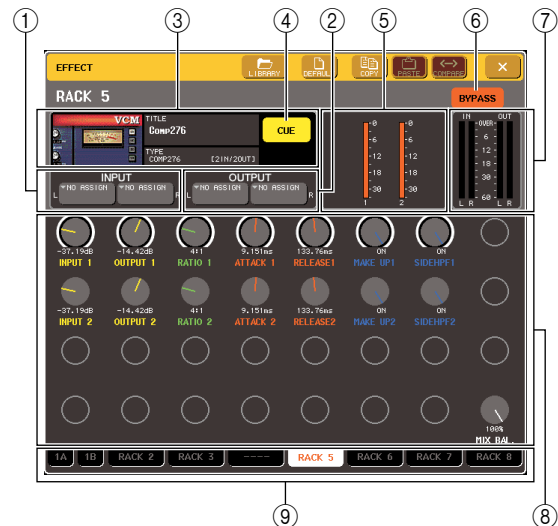 ① ③ ④ ② ⑤ ⑥ ⑦
EFFECT LIBRARY DEFAULT COPY PASTE COMPARE ×
RACK 5 BYPASS
VCM TITLE
Comp276 CUE
TYPE
COMP276 [2IN/2OUT]
0 0
6 6
12 12
18 18
30 30
1 2
IN OUT
OVER
6
18
30
60
L R L R
INPUT OUTPUT
L NO ASSIGN NO ASSIGN R L NO ASSIGN NO ASSIGN R
-37.19dB -14.42dB 4:1 9.151ms 133.76ms ON ON
INPUT 1 OUTPUT 1 RATIO 1 ATTACK 1 RELEASE1 MAKE UP1 SIDEHPF1
-37.19dB -14.42dB 4:1 9.151ms 133.76ms ON ON
INPUT 2 OUTPUT 2 RATIO 2 ATTACK 2 RELEASE2 MAKE UP2 SIDEHPF2
100%
MIX BAL.
1A 1B RACK 2 RACK 3 ---- RACK 5 RACK 6 RACK 7 RACK 8
⑨ ⑧